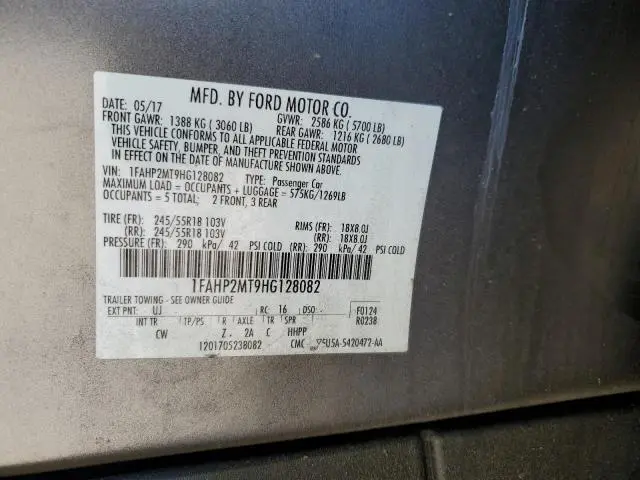 MFD. BY FORD MOTOR CO.
DATE: 05/17 GVWR: 2586 KG ( 5700 LB)
FRONT GAWR: 1388 KG ( 3060 LB) REAR GAWR: 1216 KG ( 2680 LB)
THIS VEHICLE CONFORMS TO ALL APPLICABLE FEDERAL MOTOR
VEHICLE SAFETY, BUMPER, AND THEFT PREVENTION STANDARDS
IN EFFECT ON THE DATE OF MANUFACTURE SHOWN ABOVE.
VIN: 1FAHP2MT9HG128082 TYPE: Passenger Car
MAXIMUM LOAD = OCCUPANTS + LUGGAGE = 575KG/1269LB
OCCUPANTS = 5 TOTAL; 2 FRONT, 3 REAR
TIRE (FR): 245/55R18 103V RIMS (FR): 18X8.0J
(RR): 245/55R18 103V (RR): 18X8.0J
PRESSURE (FR): 290 kPa/ 42 PSI COLD (RR): 290 kPa/ 42 PSI COLD
1FAHP2MT9HG128082
TRAILER TOWING - SEE OWNER GUIDE
EXT PNT: UJ RC: 16 DSO: F0124
R0238
INT TR TP/PS R AXLE TR SPR
CW Z 2A C HHPP
1201705238082 CMC 5U5A-5420472-AA